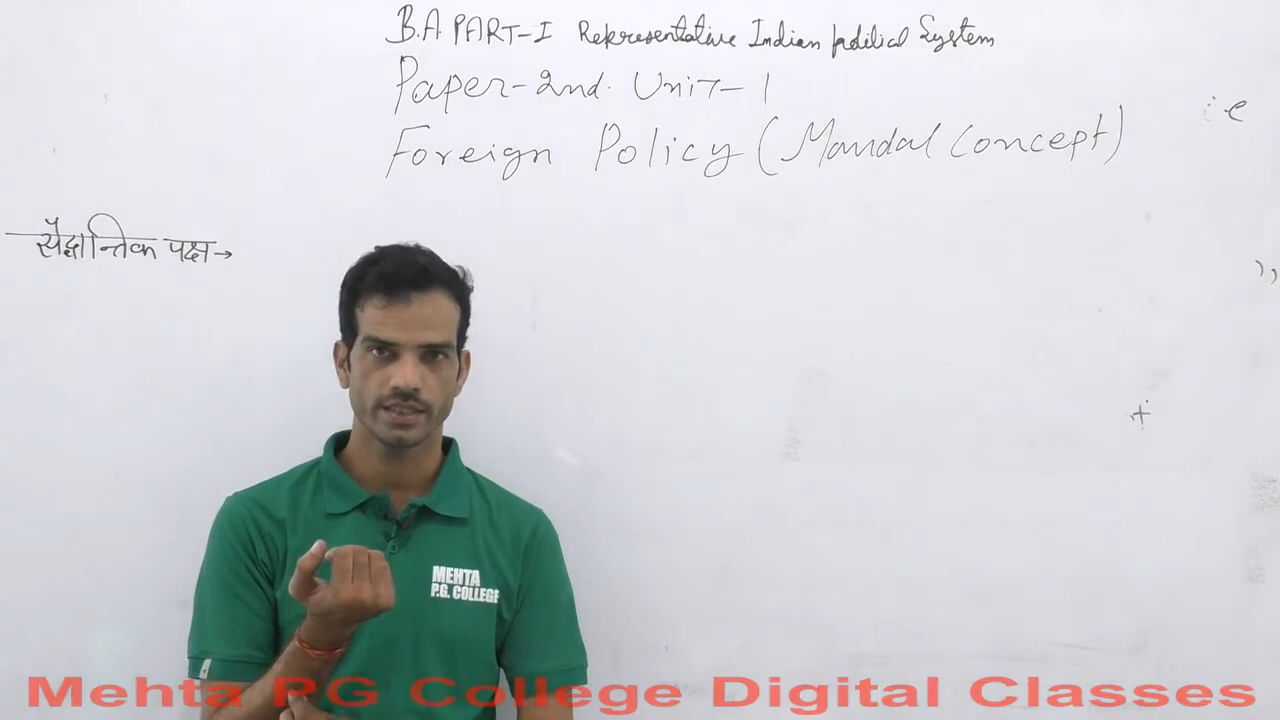 B.A PART-I Representative Indian Political System
Paper-2nd. Unit-1
Foreign Policy (Mandal Concept)
सैद्धान्तिक पक्ष→
MEHTA
P.G. COLLEGE
Mehta PG College Digital Classes